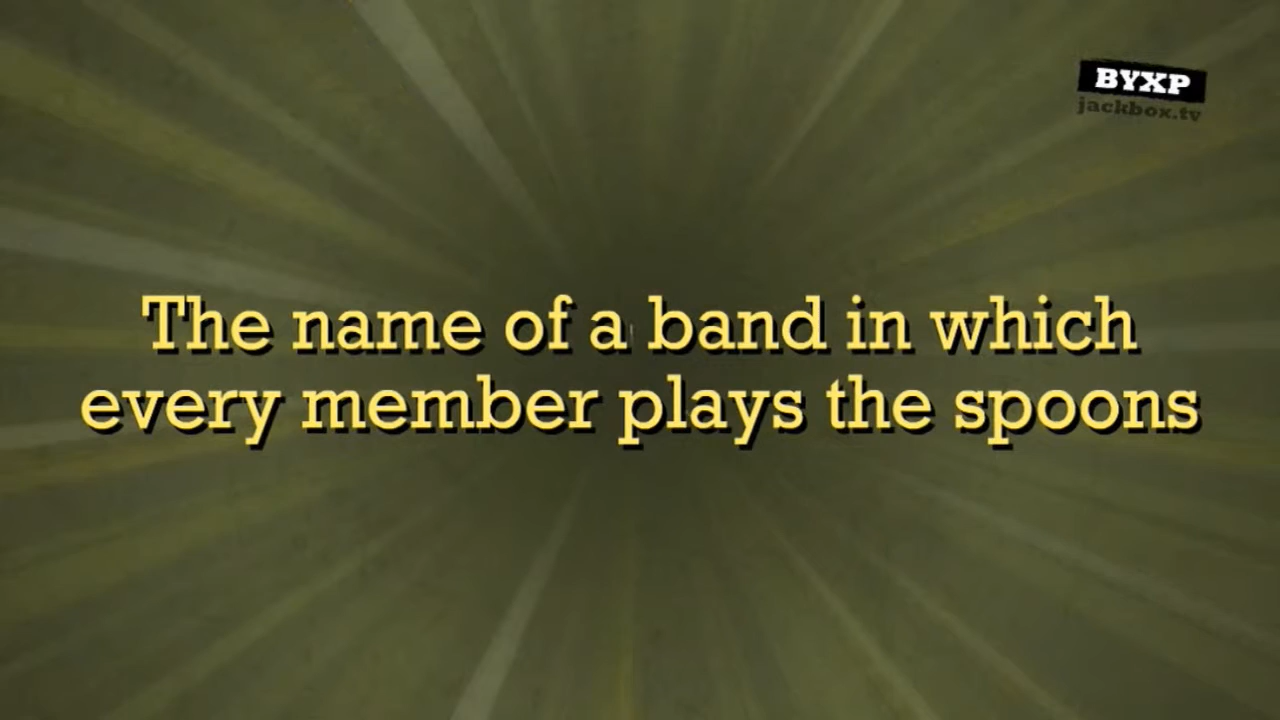 BYXP
jackbox.tv
The name of a band in which
every member plays the spoons